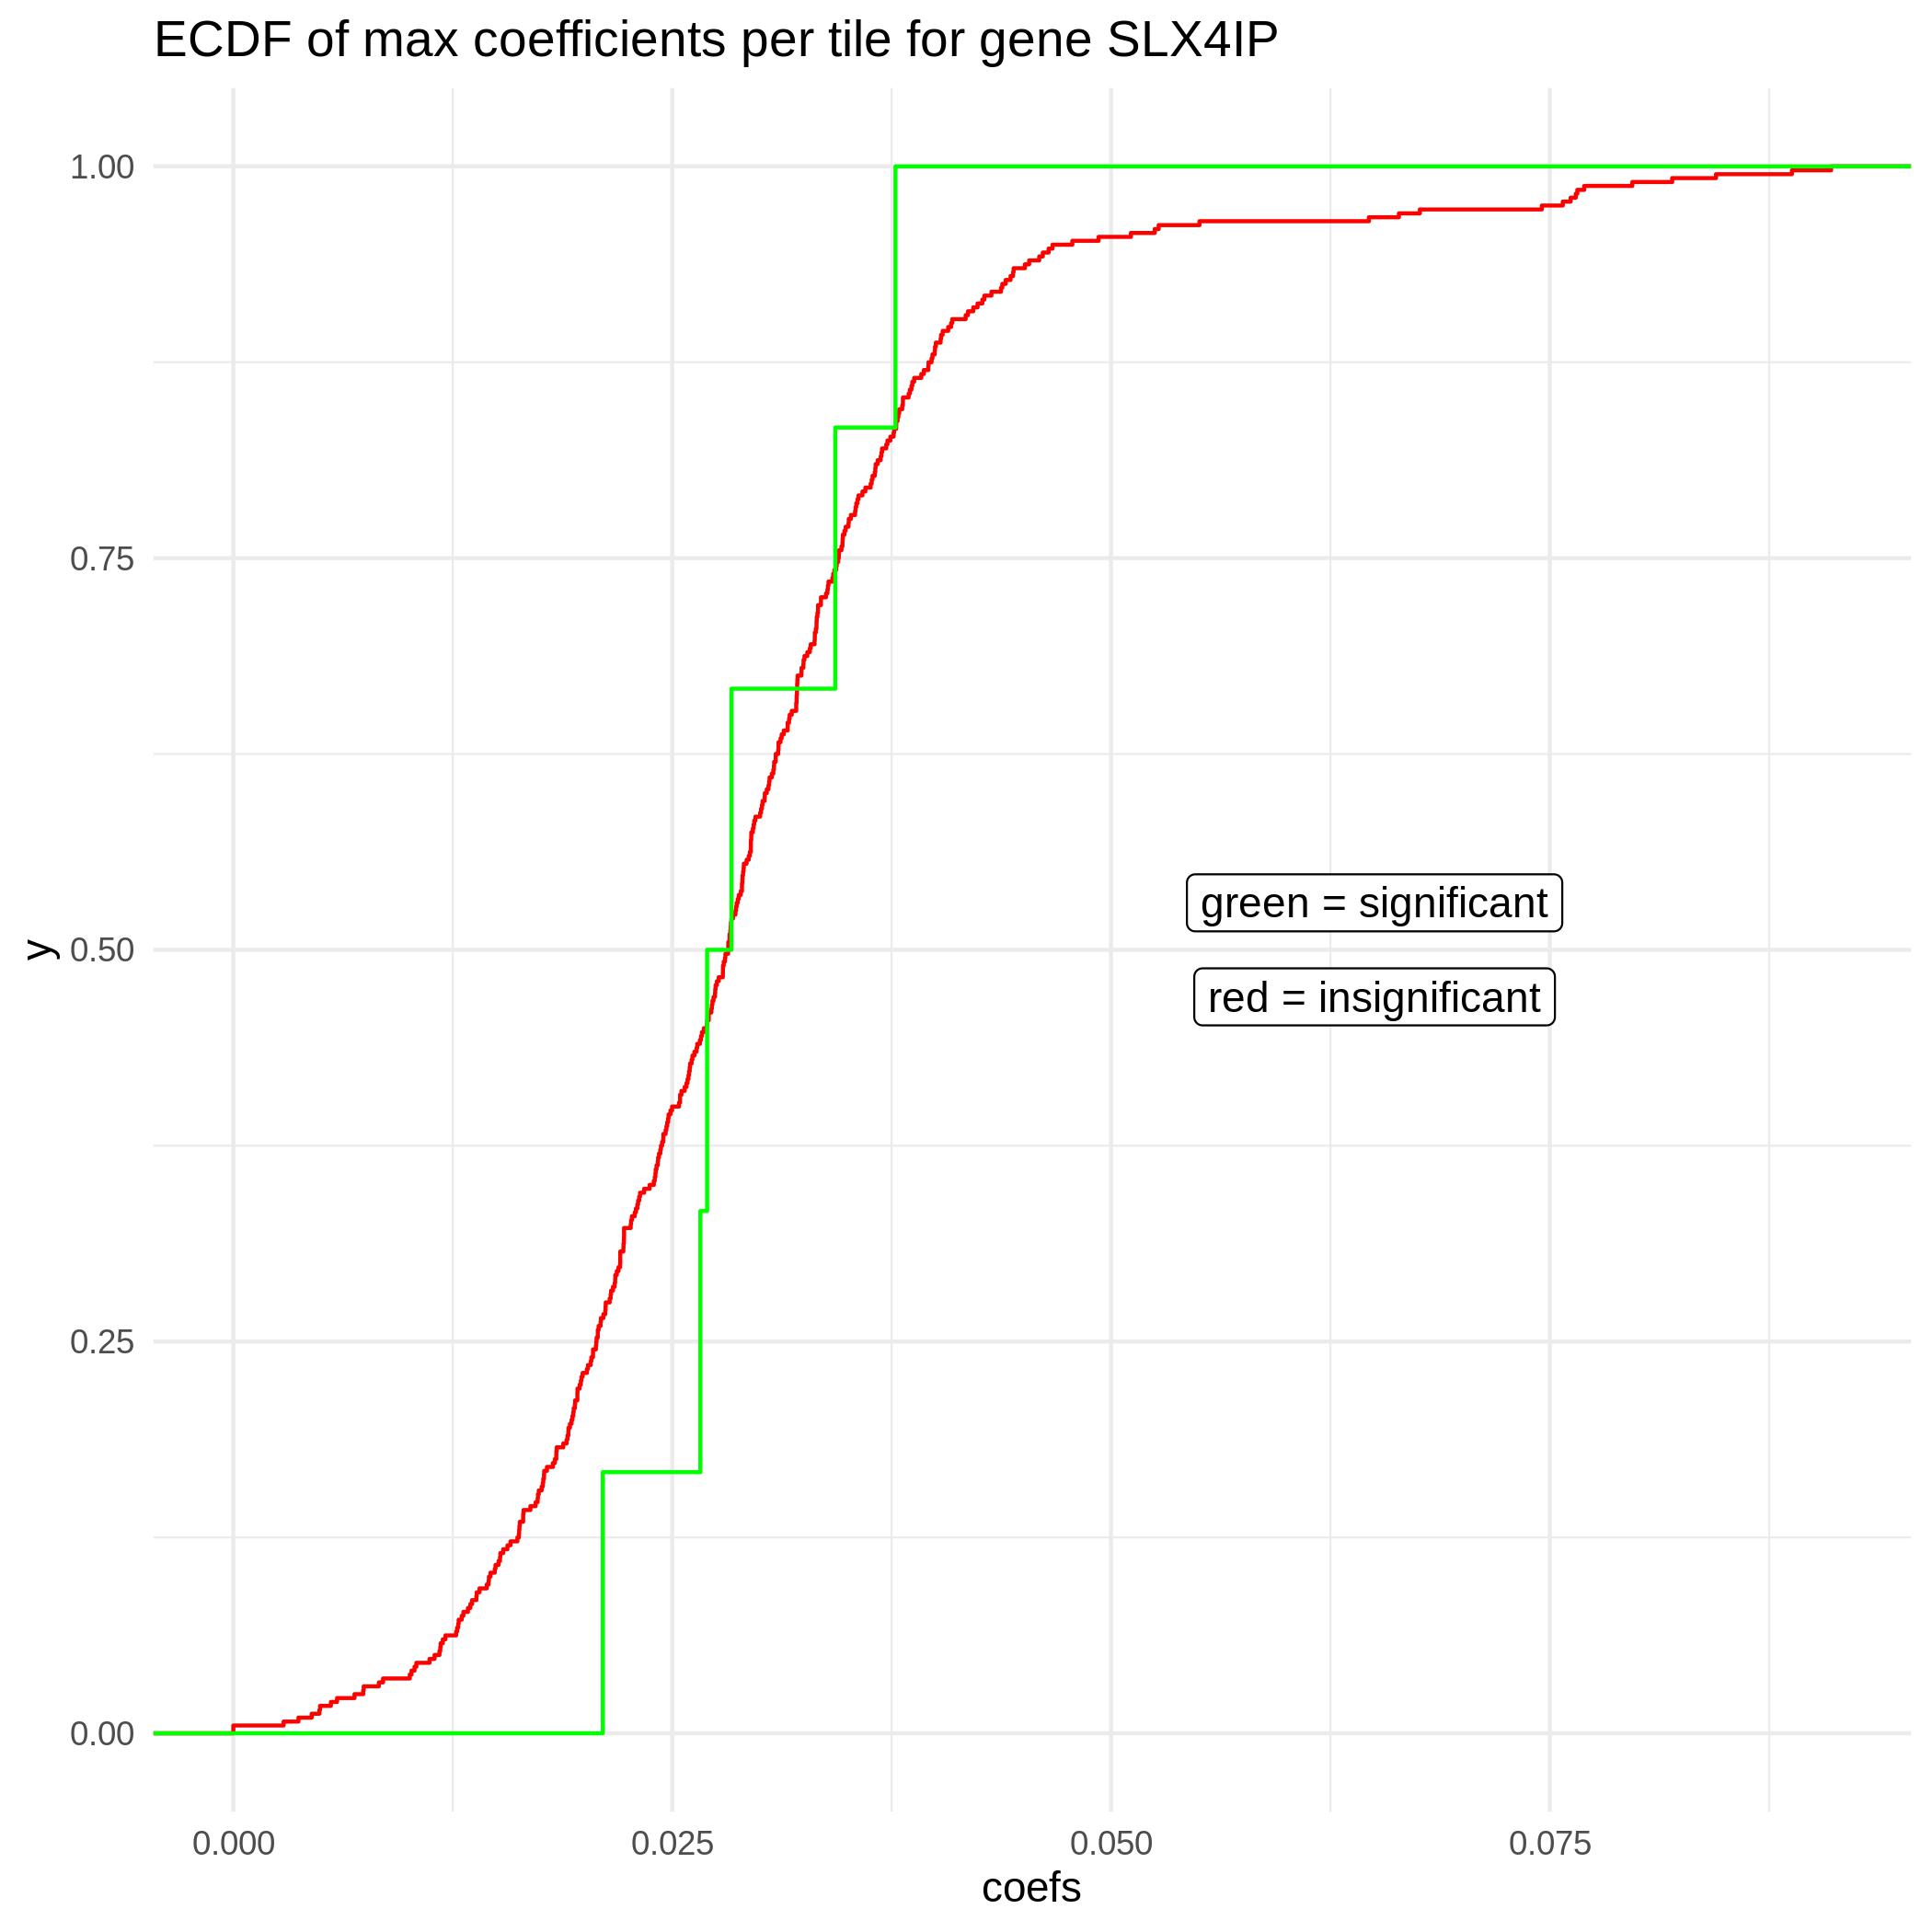 ECDF of max coefficients per tile for gene SLX4IP
1.00
0.75
0.50
0.25
0.00
y
green = significant
red = insignificant
0.000 0.025 0.050 0.075
coefs